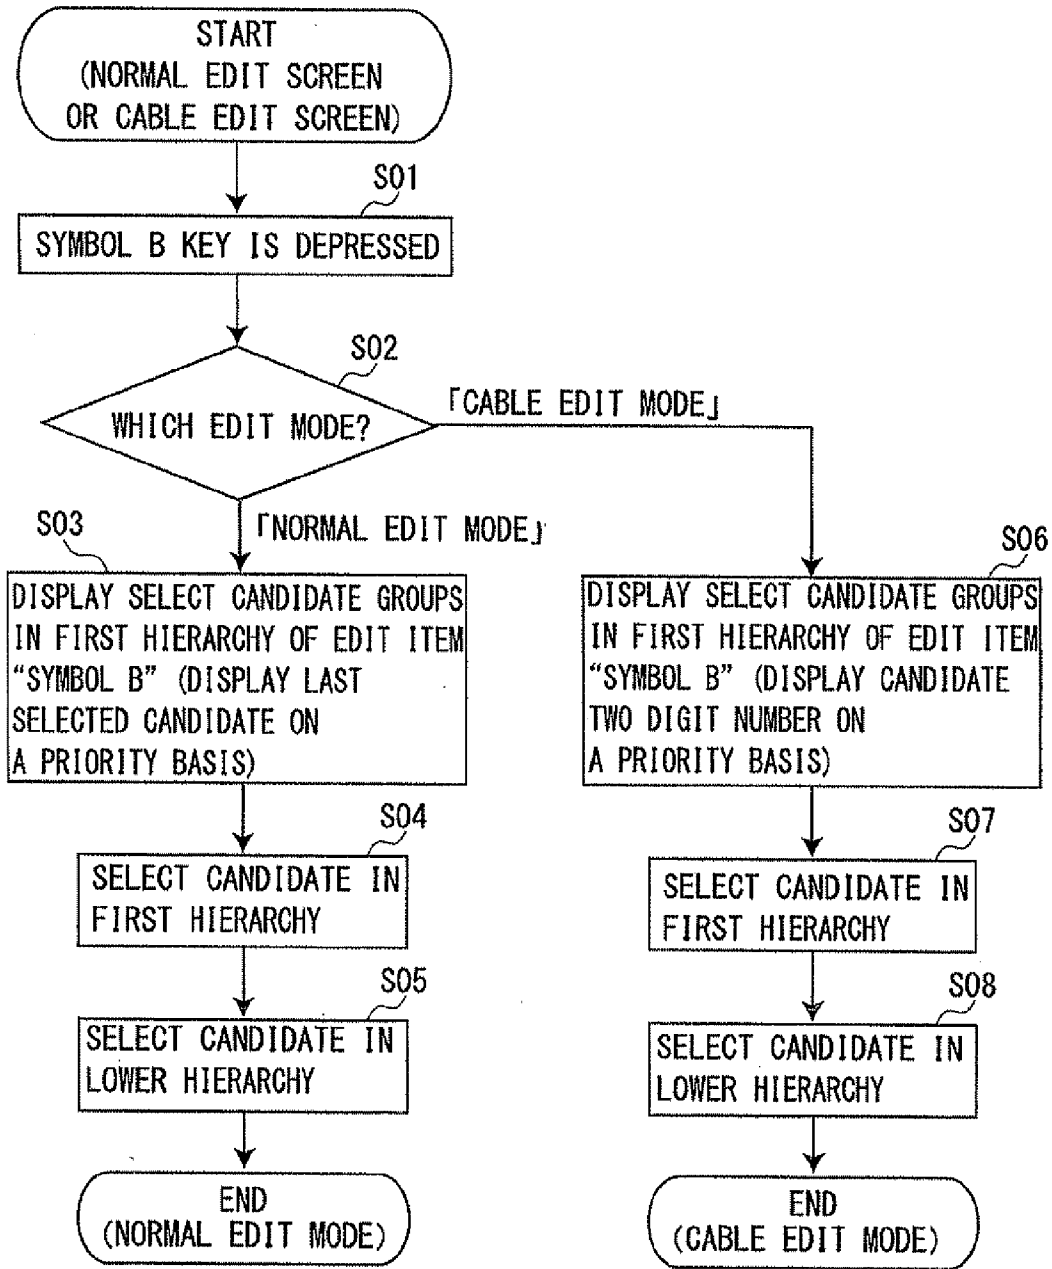 START
(NORMAL EDIT SCREEN
OR CABLE EDIT SCREEN)
S01
SYMBOL B KEY IS DEPRESSED
S02
WHICH EDIT MODE?
「CABLE EDIT MODE」
「NORMAL EDIT MODE」
S03
DISPLAY SELECT CANDIDATE GROUPS
IN FIRST HIERARCHY OF EDIT ITEM
“SYMBOL B” (DISPLAY LAST
SELECTED CANDIDATE ON
A PRIORITY BASIS)
S04
SELECT CANDIDATE IN
FIRST HIERARCHY
S05
SELECT CANDIDATE IN
LOWER HIERARCHY
END
(NORMAL EDIT MODE)
S06
DISPLAY SELECT CANDIDATE GROUPS
IN FIRST HIERARCHY OF EDIT ITEM
“SYMBOL B” (DISPLAY CANDIDATE
TWO DIGIT NUMBER ON
A PRIORITY BASIS)
S07
SELECT CANDIDATE IN
FIRST HIERARCHY
S08
SELECT CANDIDATE IN
LOWER HIERARCHY
END
(CABLE EDIT MODE)